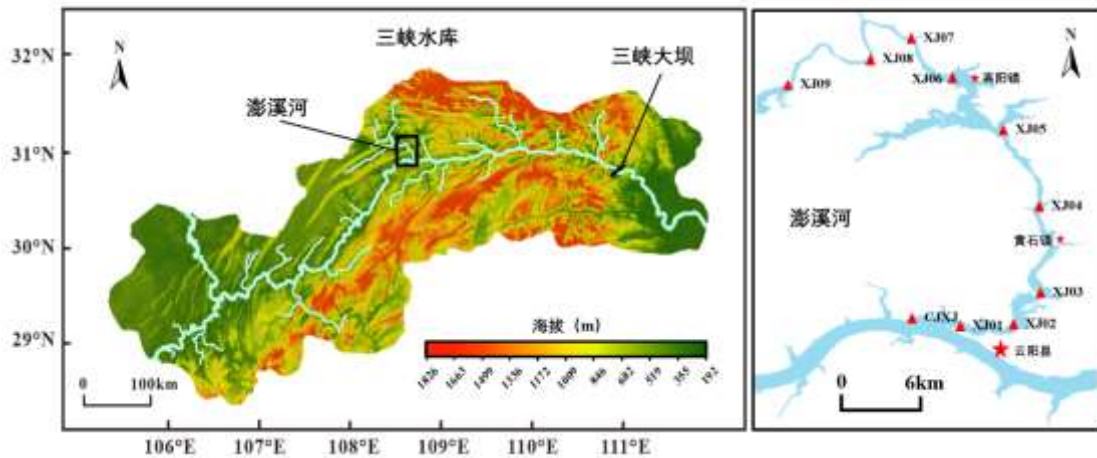 32°N
31°N
30°N
29°N
N
三峡水库
三峡大坝
澎溪河
海拔 (m)
1826 1663 1499 1336 1172 1009 846 682 519 355 192
0 100km
106°E 107°E 108°E 109°E 110°E 111°E
N
XJ07
XJ08
XJ06
高阳镇
XJ09
XJ05
XJ04
澎溪河
黄石镇
XJ03
CJXJ
XJ01
XJ02
云阳县
0 6km